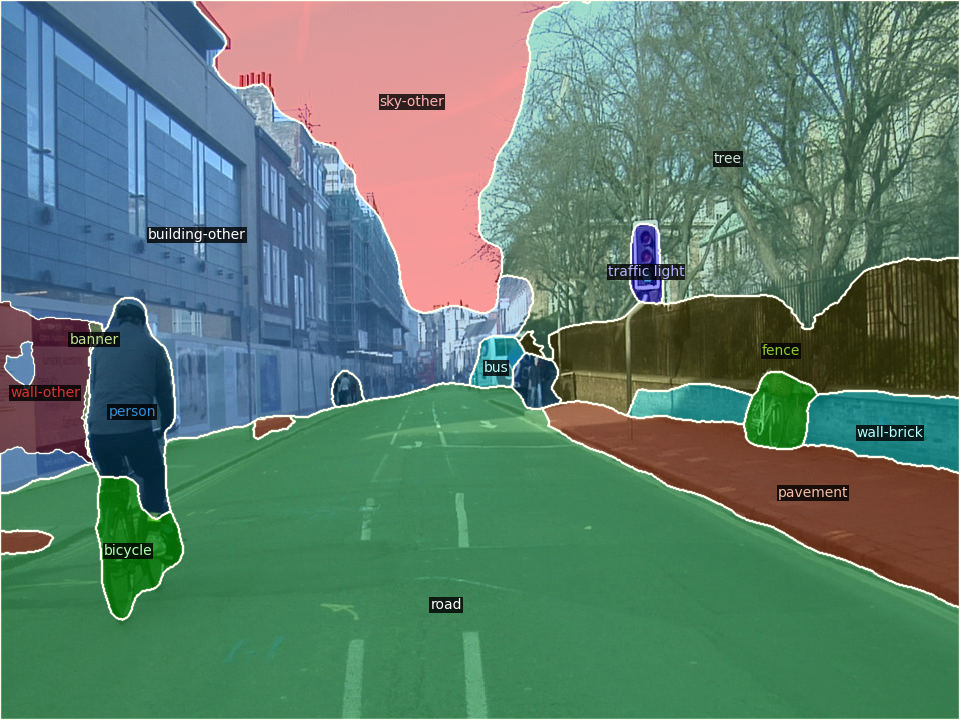 sky-other
tree
building-other
traffic light
banner
fence
bus
wall-other
person
wall-brick
pavement
bicycle
road